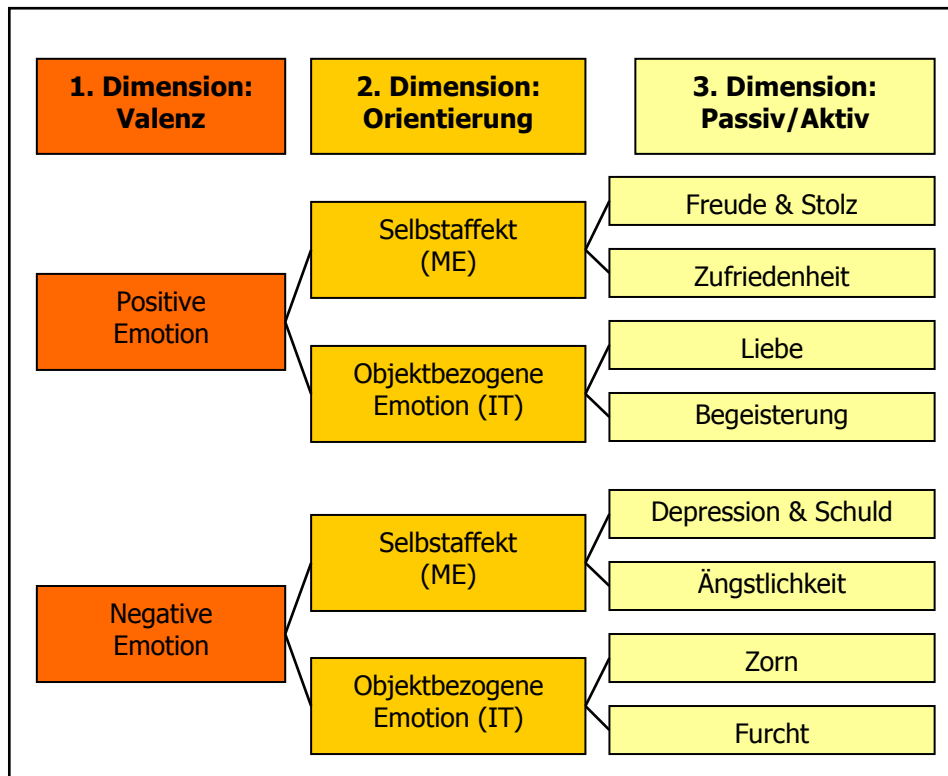 1. Dimension:
Valenz
2. Dimension:
Orientierung
3. Dimension:
Passiv/Aktiv
Positive
Emotion
Selbstaffekt
(ME)
Freude & Stolz
Zufriedenheit
Objektbezogene
Emotion (IT)
Liebe
Begeisterung
Negative
Emotion
Selbstaffekt
(ME)
Depression & Schuld
Ängstlichkeit
Objektbezogene
Emotion (IT)
Zorn
Furcht